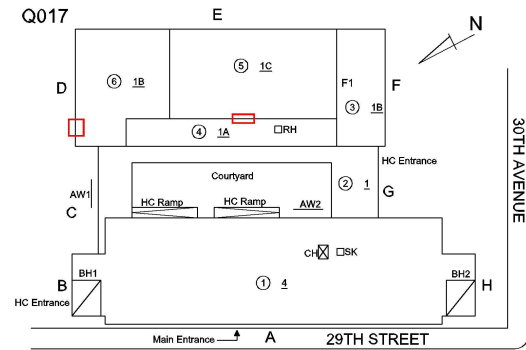 Q017
E
N
5 1C
6 1B
D
F1
F
3 1B
4 1A
RH
HC Entrance
30TH AVENUE
Courtyard
2 1
AW1
G
HC Ramp
HC Ramp
AW2
C
CH
SK
BH1
B
1 4
BH2
H
HC Entrance
Main Entrance
A
29TH STREET